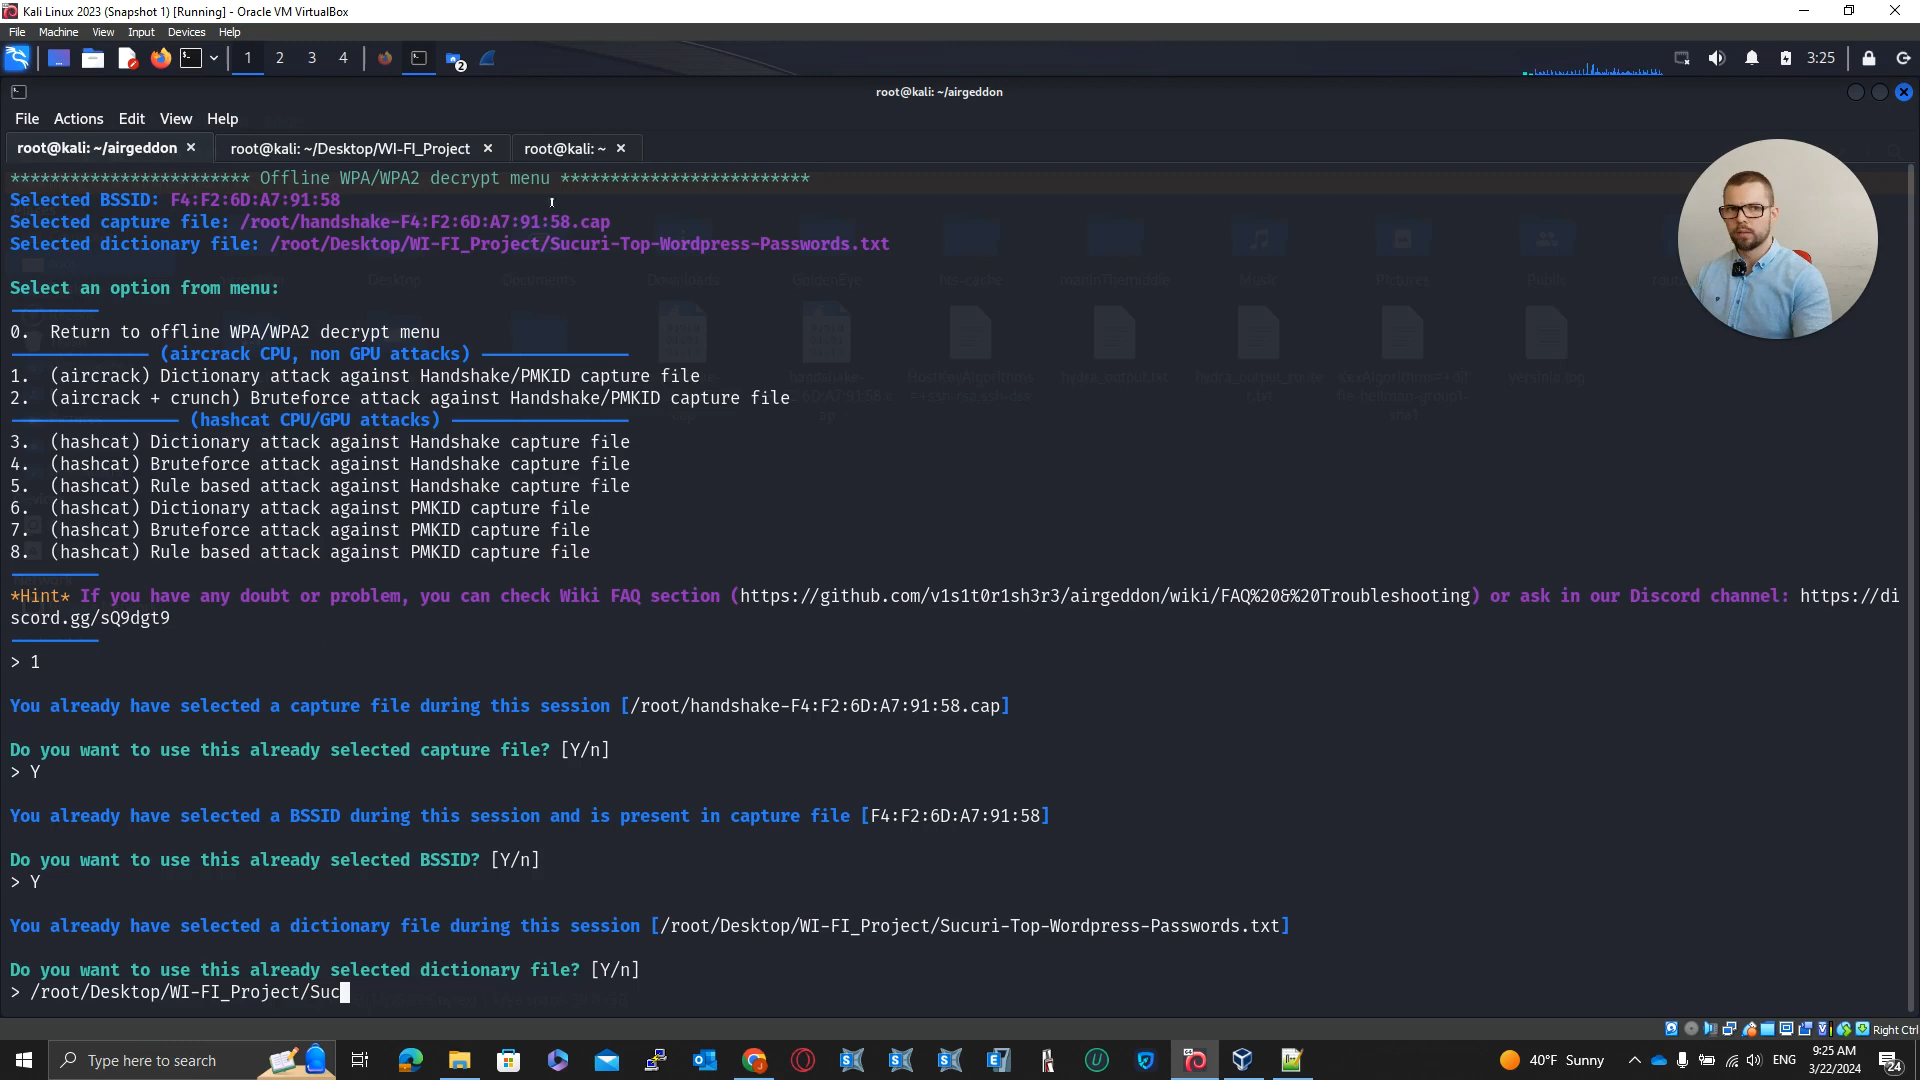 Kali Linux 2023 (Snapshot 1) [Running] - Oracle VM VirtualBox
File Machine View Input Devices Help
1 2 3 4
2
3:25
root@kali: ~/airgeddon
File Actions Edit View Help
root@kali: ~/airgeddon × root@kali: ~/Desktop/WI-FI_Project × root@kali: ~ ×
************************ Offline WPA/WPA2 decrypt menu *************************
Selected BSSID: F4:F2:6D:A7:91:58
Selected capture file: /root/handshake-F4:F2:6D:A7:91:58.cap
Selected dictionary file: /root/Desktop/WI-FI_Project/Sucuri-Top-Wordpress-Passwords.txt
Desktop Documents Downloads GoldenEye Music Pictures Public
Select an option from menu:
0. Return to offline WPA/WPA2 decrypt menu
(aircrack CPU, non GPU attacks)
1. (aircrack) Dictionary attack against Handshake/PMKID capture file
2. (aircrack + crunch) Bruteforce attack against Handshake/PMKID capture file
(hashcat CPU/GPU attacks)
3. (hashcat) Dictionary attack against Handshake capture file
4. (hashcat) Bruteforce attack against Handshake capture file
5. (hashcat) Rule based attack against Handshake capture file
6. (hashcat) Dictionary attack against PMKID capture file
7. (hashcat) Bruteforce attack against PMKID capture file
8. (hashcat) Rule based attack against PMKID capture file
*Hint* If you have any doubt or problem, you can check Wiki FAQ section (https://github.com/v1s1t0r1sh3r3/airgeddon/wiki/FAQ%20&%20Troubleshooting) or ask in our Discord channel: https://di
scord.gg/sQ9dgt9
> 1
You already have selected a capture file during this session [/root/handshake-F4:F2:6D:A7:91:58.cap]
Do you want to use this already selected capture file? [Y/n]
> Y
You already have selected a BSSID during this session and is present in capture file [F4:F2:6D:A7:91:58]
Do you want to use this already selected BSSID? [Y/n]
> Y
You already have selected a dictionary file during this session [/root/Desktop/WI-FI_Project/Sucuri-Top-Wordpress-Passwords.txt]
Do you want to use this already selected dictionary file? [Y/n]
> /root/Desktop/WI-FI_Project/Suc
Right Ctrl
Type here to search
40°F Sunny
ENG
9:25 AM
3/22/2024
24